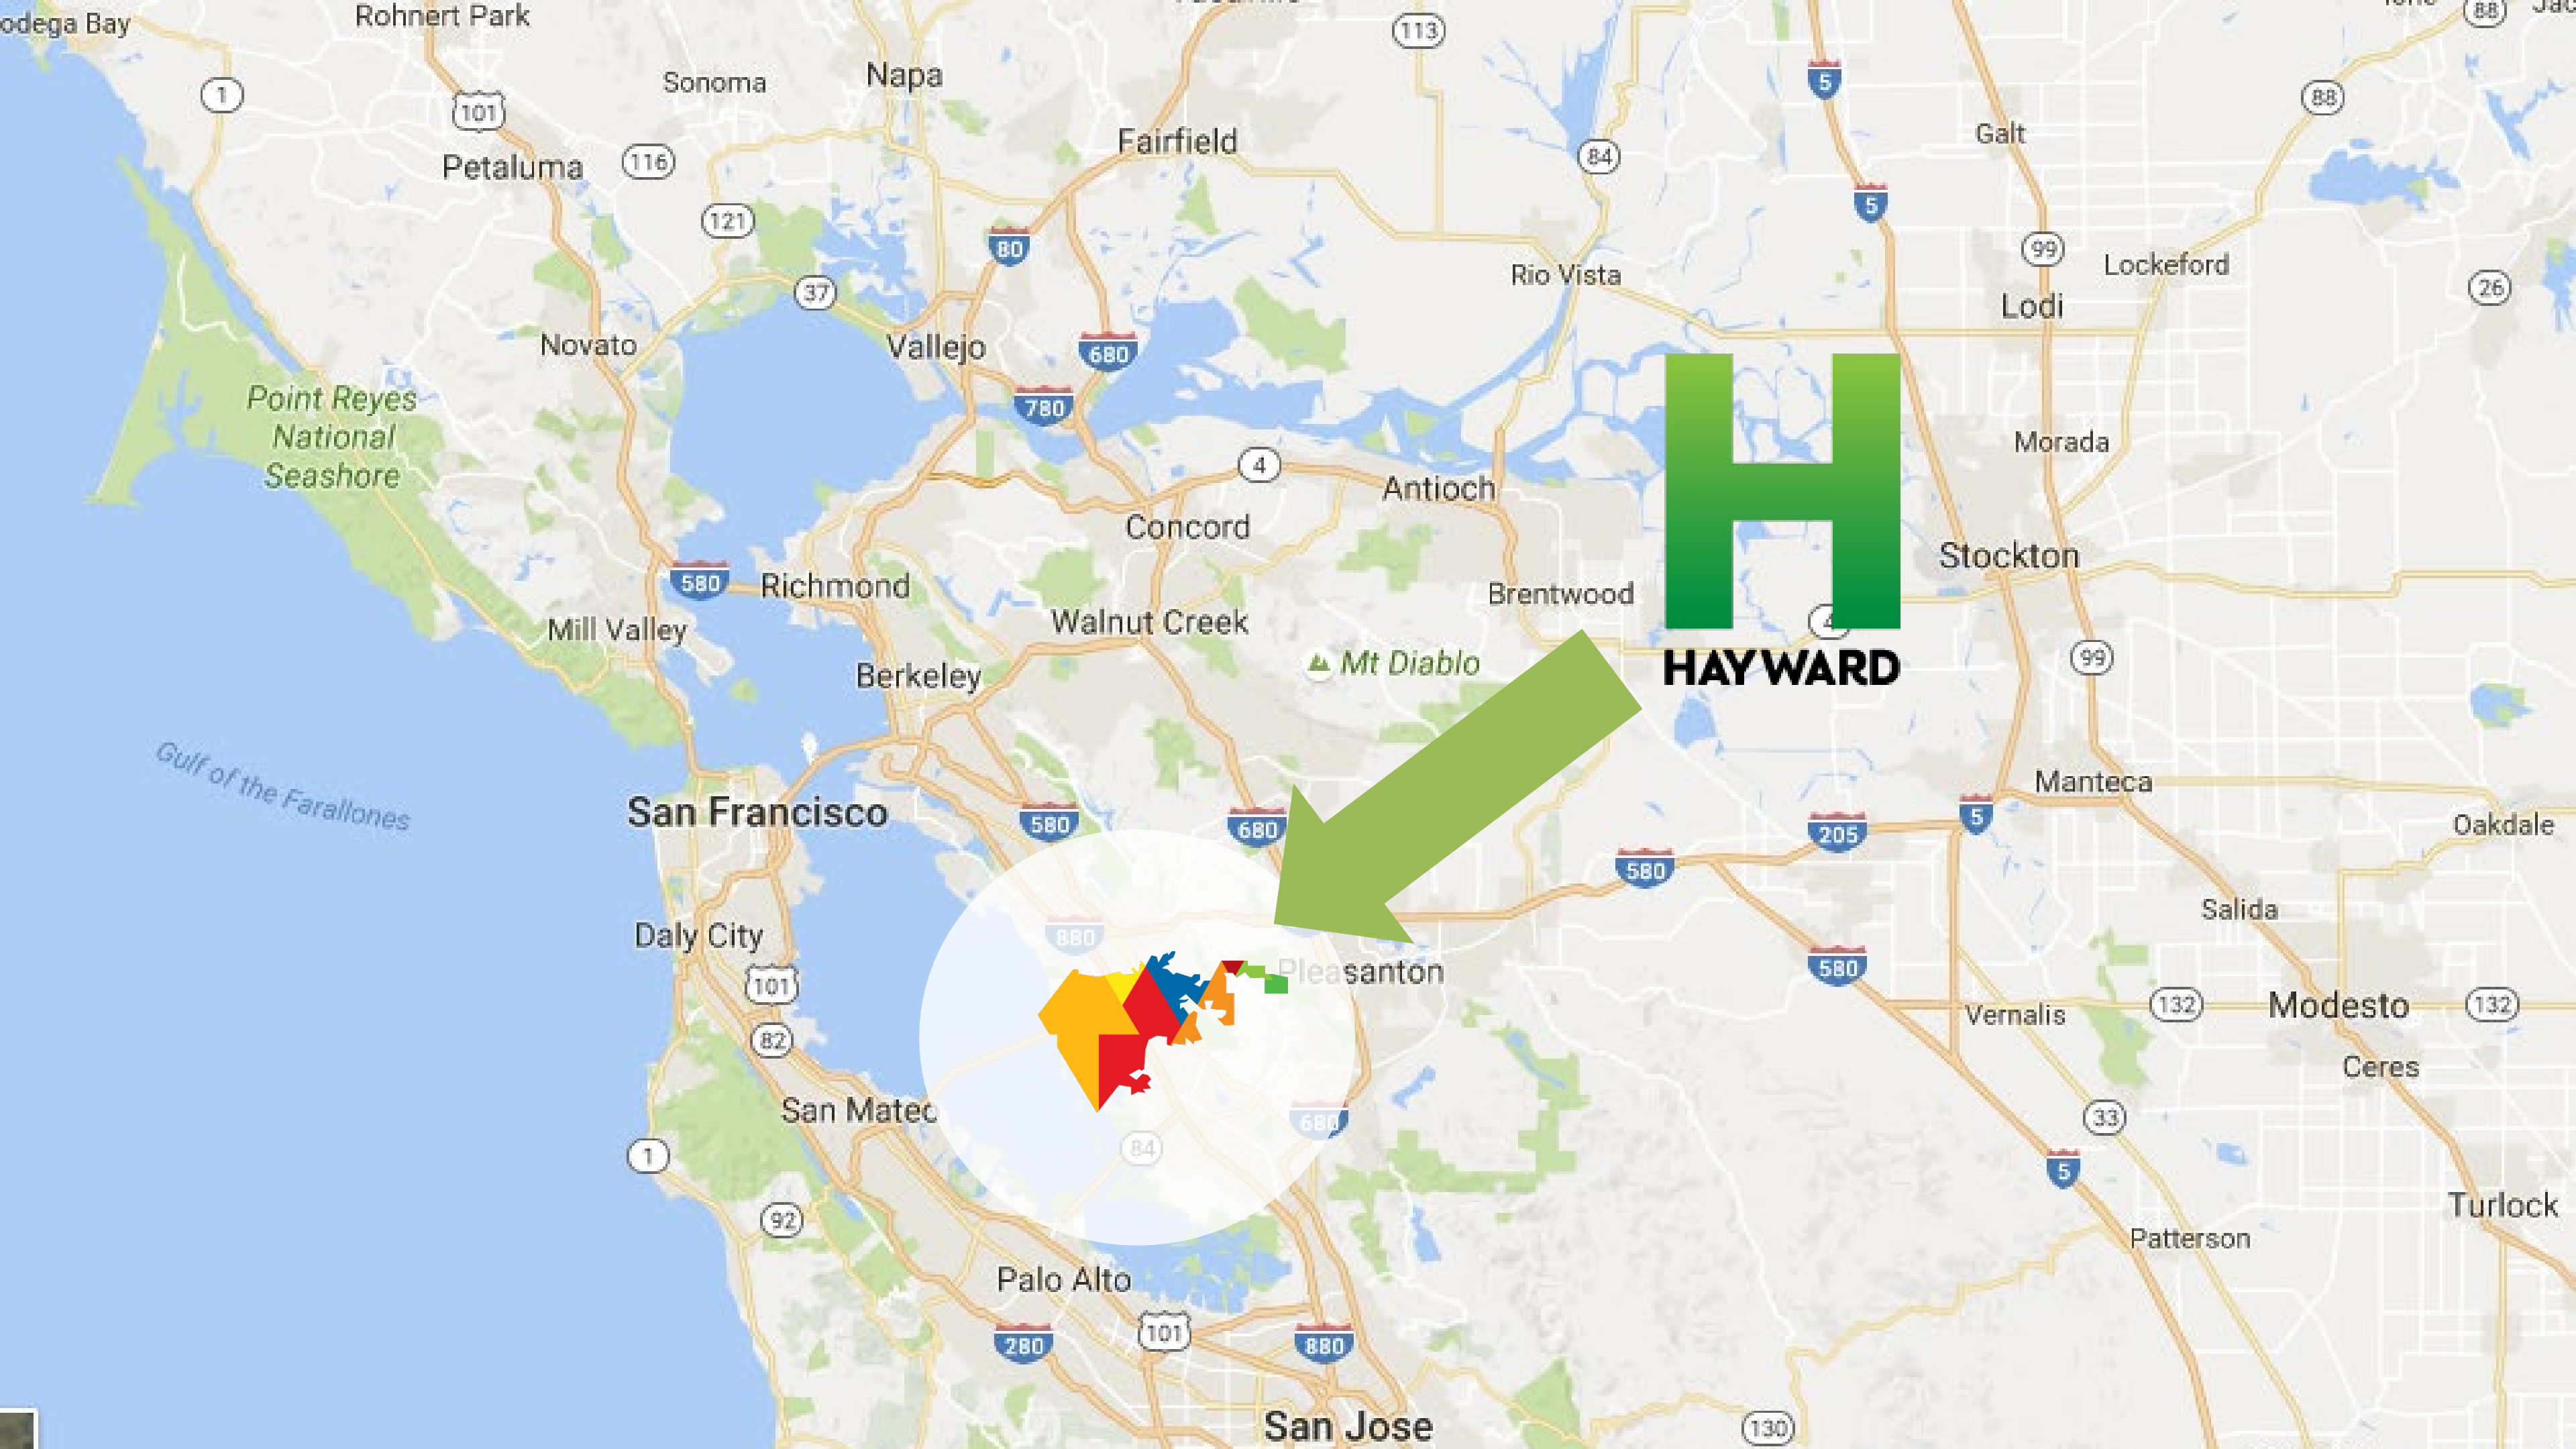 odega Bay
Rohnert Park
88
113
Sonoma
Napa
1
101
5
88
Petaluma
116
Fairfield
84
Galt
121
5
80
99
Lockeford
37
Rio Vista
26
Lodi
Novato
Vallejo
680
780
Point Reyes
National
Seashore
Morada
4
Antioch
Concord
Stockton
580
Richmond
Brentwood
Walnut Creek
4
Mill Valley
Mt Diablo
HAYWARD
99
Berkeley
Gulf of the Farallones
Manteca
San Francisco
580
680
205
5
Oakdale
580
Salida
Daly City
880
Pleasanton
580
101
132
Modesto
132
Vernalis
82
Ceres
San Mateo
680
33
84
1
5
92
Turlock
Patterson
Palo Alto
101
280
880
San Jose
130